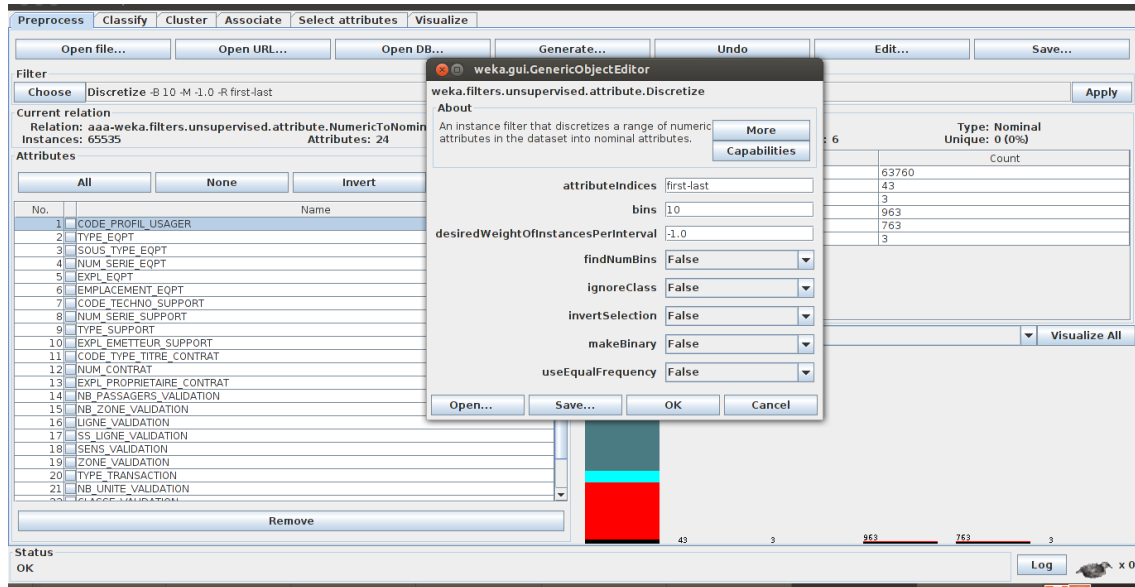 Preprocess Classify Cluster Associate Select attributes Visualize
Open file... Open URL... Open DB... Generate... Undo Edit... Save...
weka.gui.GenericObjectEditor
Filter
Choose Discretize -B 10 -M -1.0 -R first-last Apply
weka.filters.unsupervised.attribute.Discretize
About
An instance filter that discretizes a range of numeric
attributes in the dataset into nominal attributes.
More
Capabilities
attributeIndices first-last
bins 10
desiredWeightOfInstancesPerInterval -1.0
findNumBins False
ignoreClass False
invertSelection False
makeBinary False
useEqualFrequency False
Open... Save... OK Cancel
Current relation
Relation: aaa-weka.filters.unsupervised.attribute.NumericToNomin
Instances: 65535 Attributes: 24
Attributes
All None Invert
No. Name
1 CODE_PROFIL_USAGER
2 TYPE_EQPT
3 SOUS_TYPE_EQPT
4 NUM_SERIE_EQPT
5 EXPL_EQPT
6 EMPLACEMENT_EQPT
7 CODE_TECHNO_SUPPORT
8 NUM_SERIE_SUPPORT
9 TYPE_SUPPORT
10 EXPL_EMETTEUR_SUPPORT
11 CODE_TYPE_TITRE_CONTRAT
12 NUM_CONTRAT
13 EXPL_PROPRIETAIRE_CONTRAT
14 NB_PASSAGERS_VALIDATION
15 NB_ZONE_VALIDATION
16 LIGNE_VALIDATION
17 SS_LIGNE_VALIDATION
18 SENS_VALIDATION
19 ZONE_VALIDATION
20 TYPE_TRANSACTION
21 NB_UNITE_VALIDATION
Remove
Type: Nominal
: 6 Unique: 0 (0%)
Count
63760
43
3
963
763
3
Visualize All
43 3 963 763 3
Status
OK
Log x 0